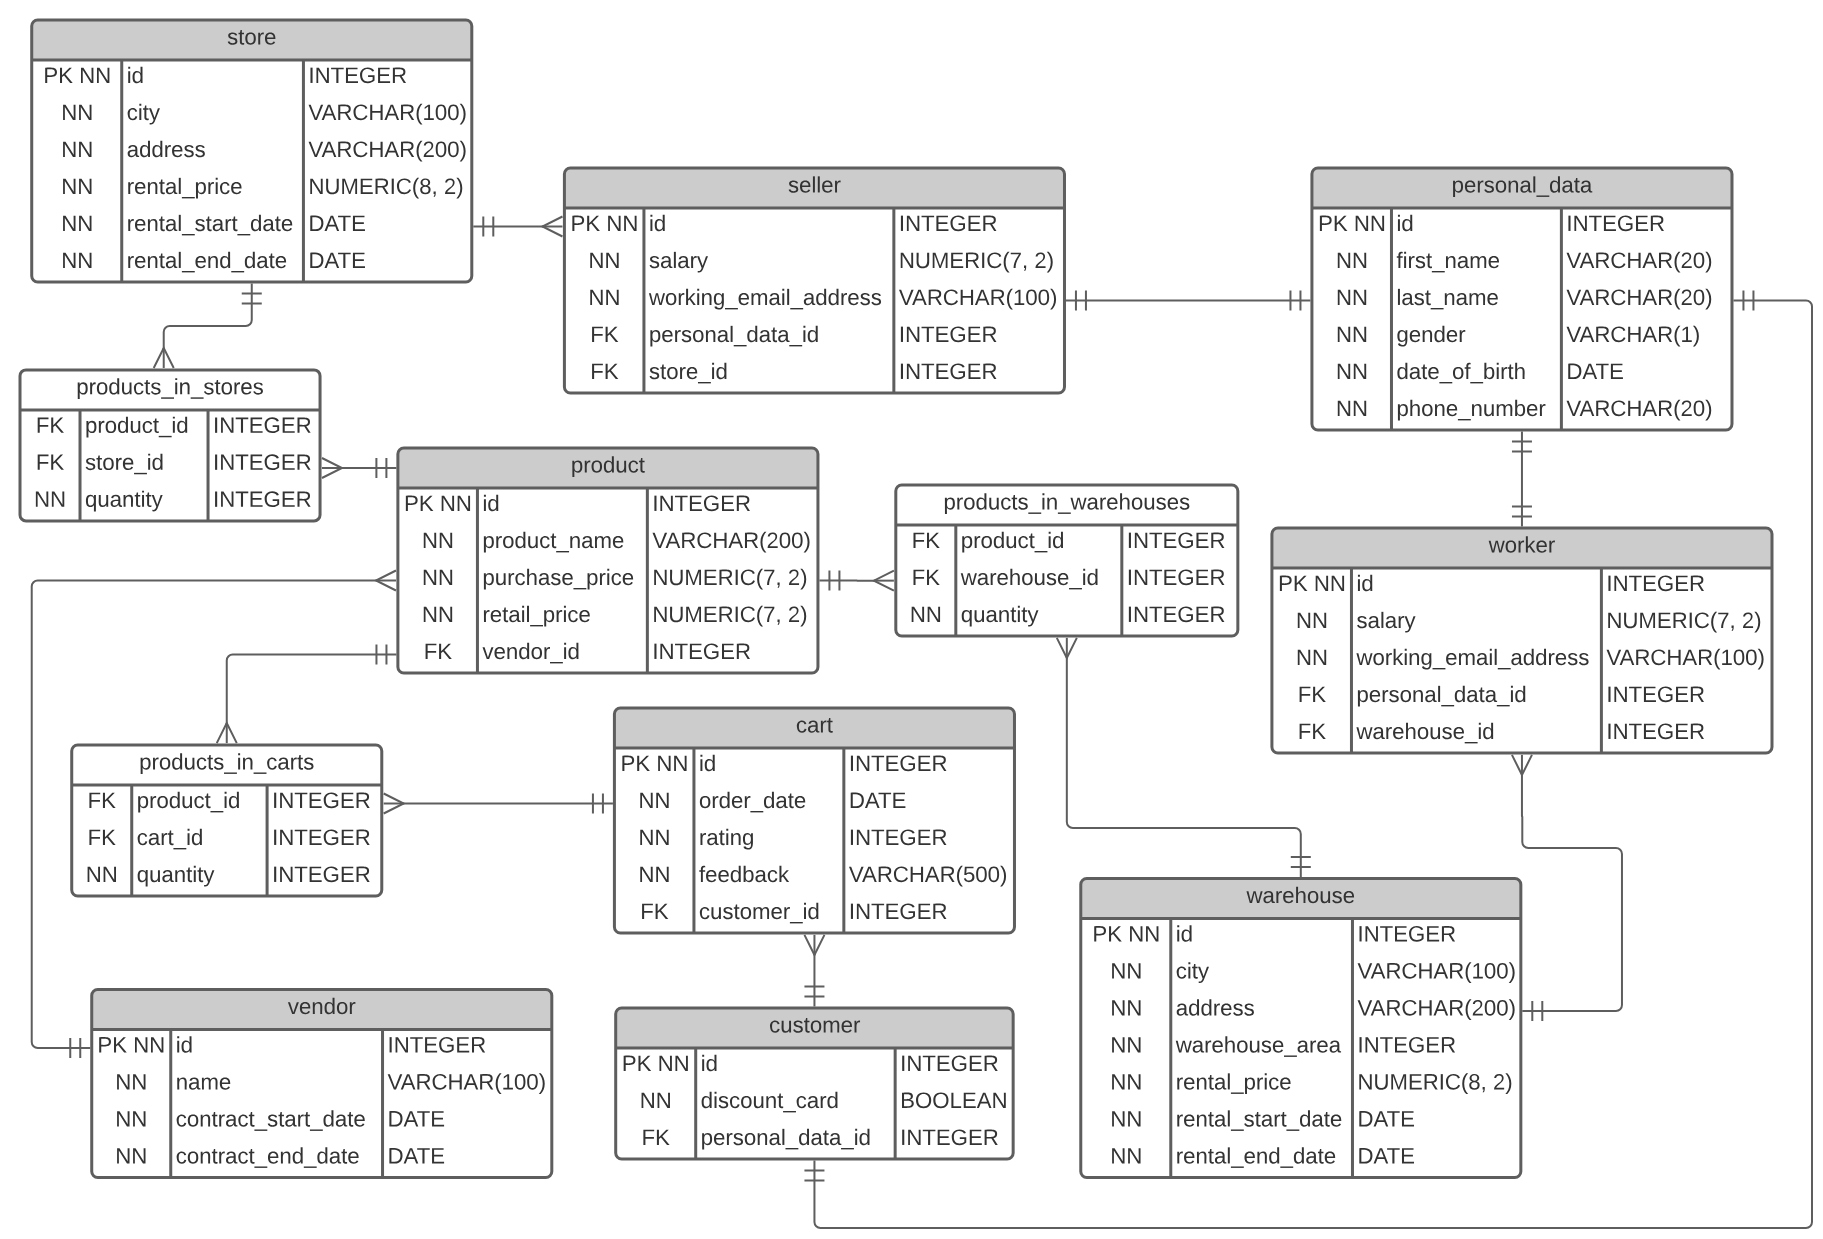 store
PK NN id INTEGER
NN city VARCHAR(100)
NN address VARCHAR(200)
NN rental_price NUMERIC(8, 2)
NN rental_start_date DATE
NN rental_end_date DATE
seller
PK NN id INTEGER
NN salary NUMERIC(7, 2)
NN working_email_address VARCHAR(100)
FK personal_data_id INTEGER
FK store_id INTEGER
personal_data
PK NN id INTEGER
NN first_name VARCHAR(20)
NN last_name VARCHAR(20)
NN gender VARCHAR(1)
NN date_of_birth DATE
NN phone_number VARCHAR(20)
products_in_stores
FK product_id INTEGER
FK store_id INTEGER
NN quantity INTEGER
product
PK NN id INTEGER
NN product_name VARCHAR(200)
NN purchase_price NUMERIC(7, 2)
NN retail_price NUMERIC(7, 2)
FK vendor_id INTEGER
products_in_warehouses
FK product_id INTEGER
FK warehouse_id INTEGER
NN quantity INTEGER
worker
PK NN id INTEGER
NN salary NUMERIC(7, 2)
NN working_email_address VARCHAR(100)
FK personal_data_id INTEGER
FK warehouse_id INTEGER
products_in_carts
FK product_id INTEGER
FK cart_id INTEGER
NN quantity INTEGER
cart
PK NN id INTEGER
NN order_date DATE
NN rating INTEGER
NN feedback VARCHAR(500)
FK customer_id INTEGER
warehouse
PK NN id INTEGER
NN city VARCHAR(100)
NN address VARCHAR(200)
NN warehouse_area INTEGER
NN rental_price NUMERIC(8, 2)
NN rental_start_date DATE
NN rental_end_date DATE
vendor
PK NN id INTEGER
NN name VARCHAR(100)
NN contract_start_date DATE
NN contract_end_date DATE
customer
PK NN id INTEGER
NN discount_card BOOLEAN
FK personal_data_id INTEGER